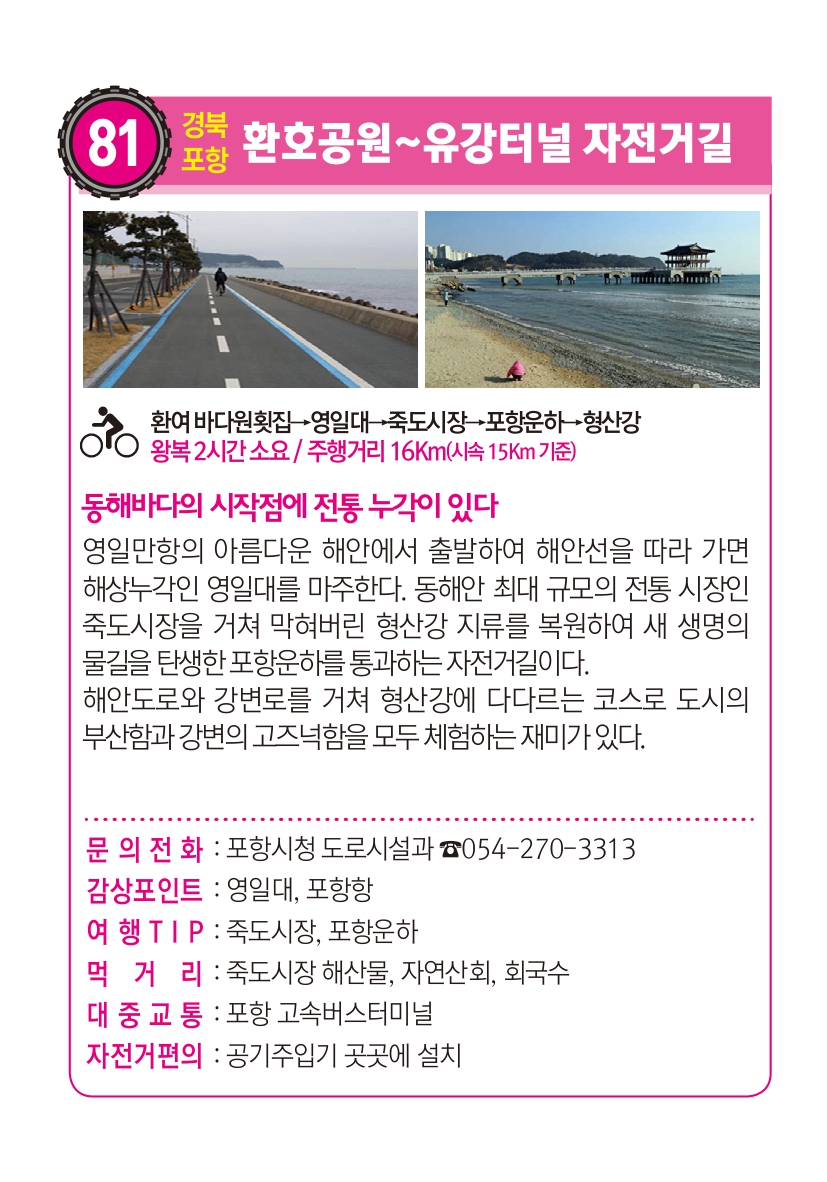 81
경북
포항
환호공원~유강터널 자전거길
환여 바다원횟집→영일대→죽도시장→포항운하→형산강
왕복 2시간 소요 / 주행거리 16Km(시속 15Km 기준)
동해바다의 시작점에 전통 누각이 있다
영일만항의 아름다운 해안에서 출발하여 해안선을 따라 가면
해상누각인 영일대를 마주한다. 동해안 최대 규모의 전통 시장인
죽도시장을 거쳐 막혀버린 형산강 지류를 복원하여 새 생명의
물길을 탄생한 포항운하를 통과하는 자전거길이다.
해안도로와 강변로를 거쳐 형산강에 다다르는 코스로 도시의
부산함과 강변의 고즈넉함을 모두 체험하는 재미가 있다.
문 의 전 화 : 포항시청 도로시설과 ☎054-270-3313
감상포인트 : 영일대, 포항항
여 행 T I P : 죽도시장, 포항운하
먹 거 리 : 죽도시장 해산물, 자연산회, 회국수
대 중 교 통 : 포항 고속버스터미널
자전거편의 : 공기주입기 곳곳에 설치